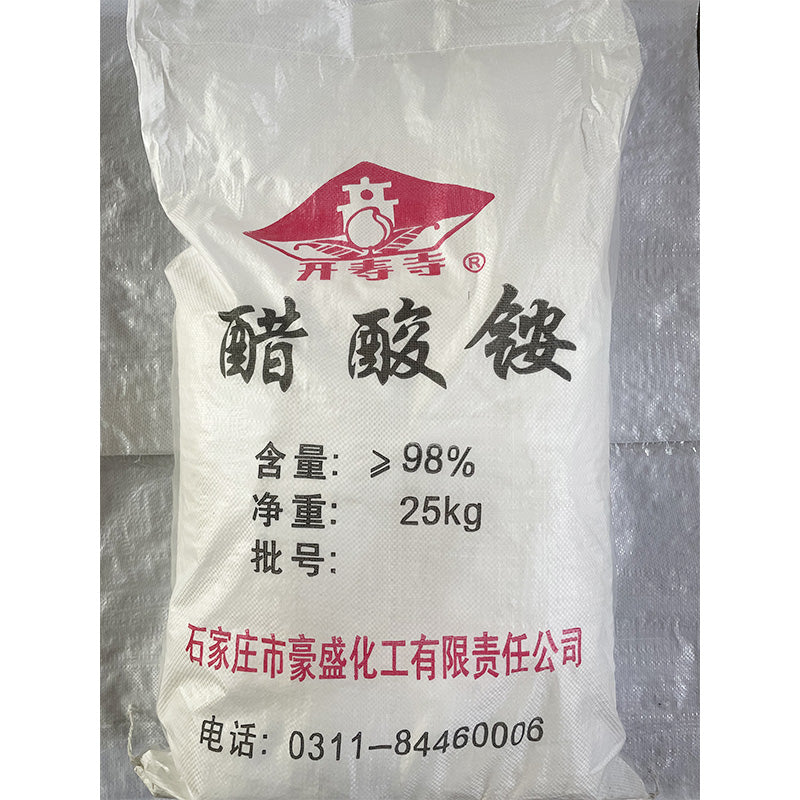 开寿寺®
醋酸铵
含量: ≥98%
净重: 25kg
批号:
石家庄市豪盛化工有限责任公司
电话: 0311-84460006